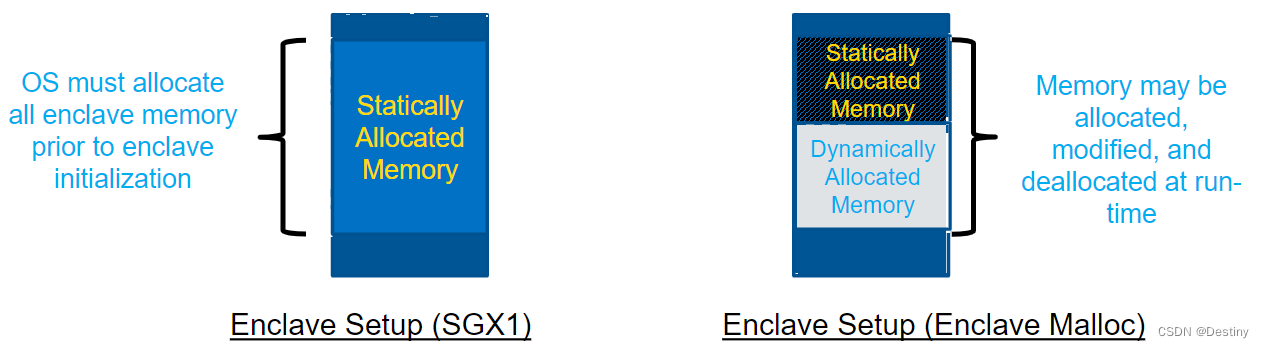 OS must allocate
all enclave memory
prior to enclave
initialization
Statically
Allocated
Memory
Enclave Setup (SGX1)
Statically
Allocated
Memory
Dynamically
Allocated
Memory
Memory may be
allocated,
modified, and
deallocated at run-
time
Enclave Setup (Enclave Malloc)
CSDN @Destiny